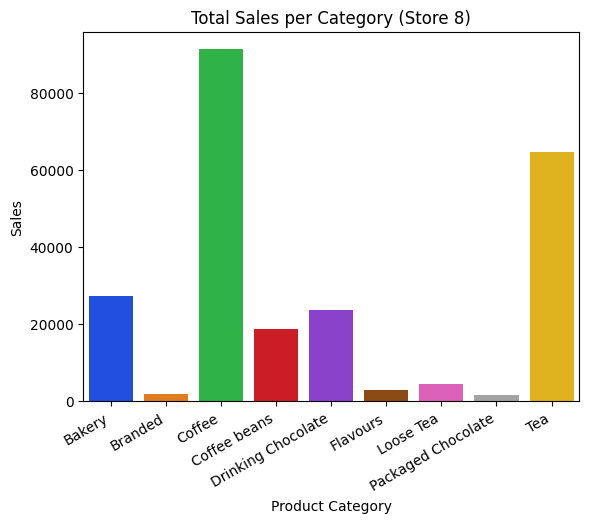 Total Sales per Category (Store 8)
Sales
80000
60000
40000
20000
0
Bakery
Branded
Coffee
Coffee beans
Drinking Chocolate
Flavours
Loose Tea
Packaged Chocolate
Tea
Product Category